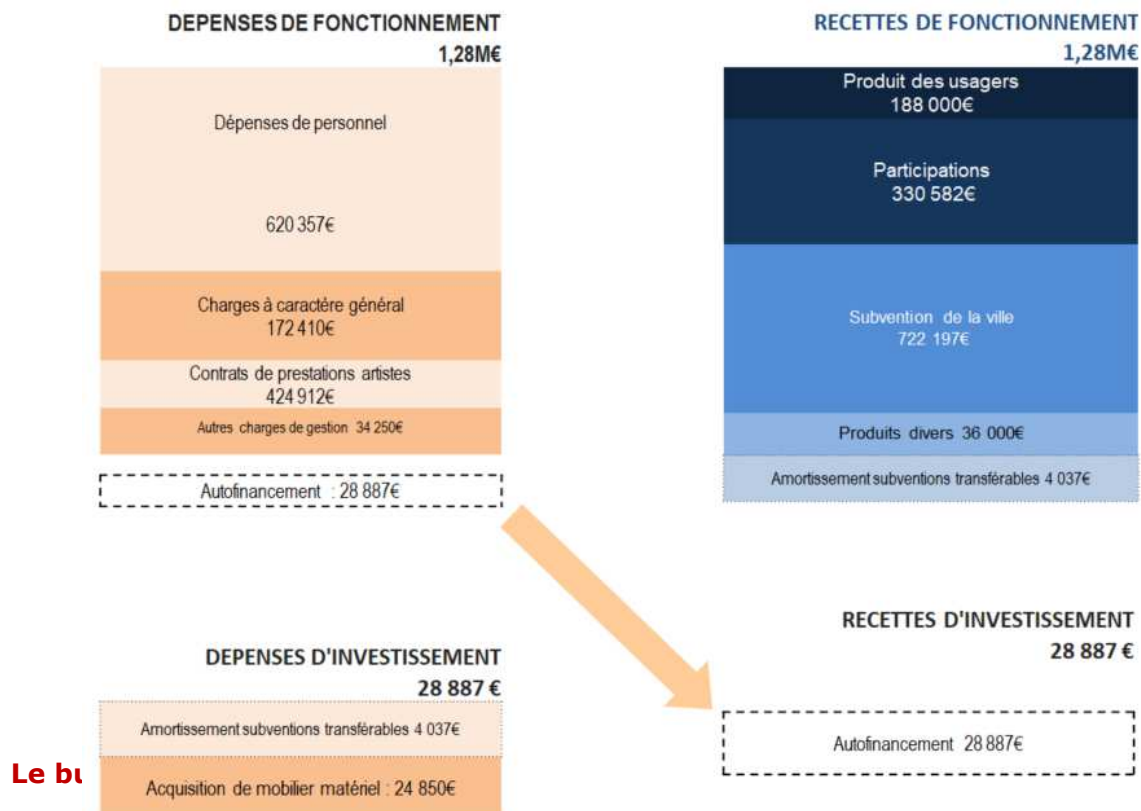 DEPENSES DE FONCTIONNEMENT
1,28M€
Dépenses de personnel
620 357€
Charges à caractére général
172 410€
Contrats de prestations artistes
424 912€
Autres charges de gestion 34 250€
Autofinancement : 28 887€
RECETTES DE FONCTIONNEMENT
1,28M€
Produit des usagers
188 000€
Participations
330 582€
Subvention de la ville
722 197€
Produits divers 36 000€
Amortissement subventions transférables 4 037€
DEPENSES D'INVESTISSEMENT
28 887 €
Amortissement subventions transférables 4 037€
Acquisition de mobilier matériel : 24 850€
RECETTES D'INVESTISSEMENT
28 887 €
Autofinancement 28 887€
Le